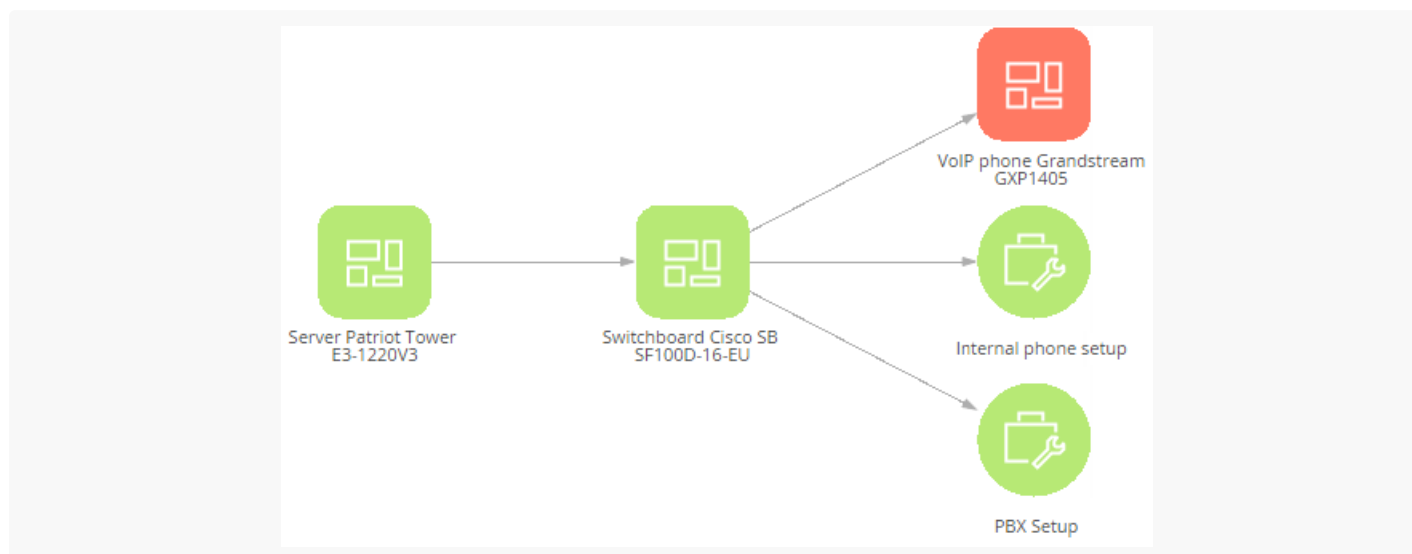 VoIP phone Grandstream
GXP1405
Server Patriot Tower
E3-1220V3
Switchboard Cisco SB
SF100D-16-EU
Internal phone setup
PBX Setup